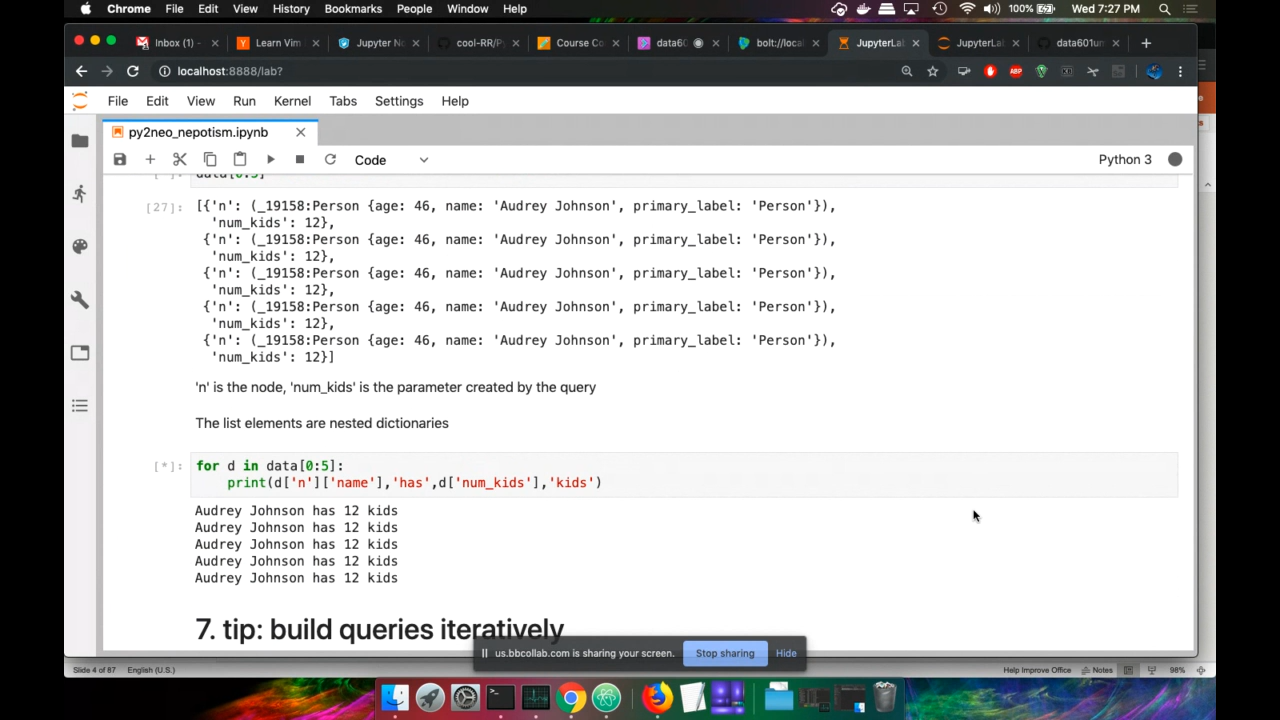 Chrome File Edit View History Bookmarks People Window Help 100% Wed 7:27 PM
Inbox (1) - Learn Vim Jupyter No cool-RR/Py Course Co data60 bolt://loca JupyterLa JupyterLa data601um
localhost:8888/lab?
File Edit View Run Kernel Tabs Settings Help
py2neo_nepotism.ipynb
Code Python 3
[27]: [{'n': (_19158:Person {age: 46, name: 'Audrey Johnson', primary_label: 'Person'}),
'num_kids': 12},
{'n': (_19158:Person {age: 46, name: 'Audrey Johnson', primary_label: 'Person'}),
'num_kids': 12},
{'n': (_19158:Person {age: 46, name: 'Audrey Johnson', primary_label: 'Person'}),
'num_kids': 12},
{'n': (_19158:Person {age: 46, name: 'Audrey Johnson', primary_label: 'Person'}),
'num_kids': 12},
{'n': (_19158:Person {age: 46, name: 'Audrey Johnson', primary_label: 'Person'}),
'num_kids': 12}]
'n' is the node, 'num_kids' is the parameter created by the query
The list elements are nested dictionaries
[*]: for d in data[0:5]:
print(d['n']['name'],'has',d['num_kids'],'kids')
Audrey Johnson has 12 kids
Audrey Johnson has 12 kids
Audrey Johnson has 12 kids
Audrey Johnson has 12 kids
Audrey Johnson has 12 kids
7. tip: build queries iteratively
us.bbcollab.com is sharing your screen. Stop sharing Hide
Slide 4 of 87 English (U.S.) Help Improve Office Notes 98%